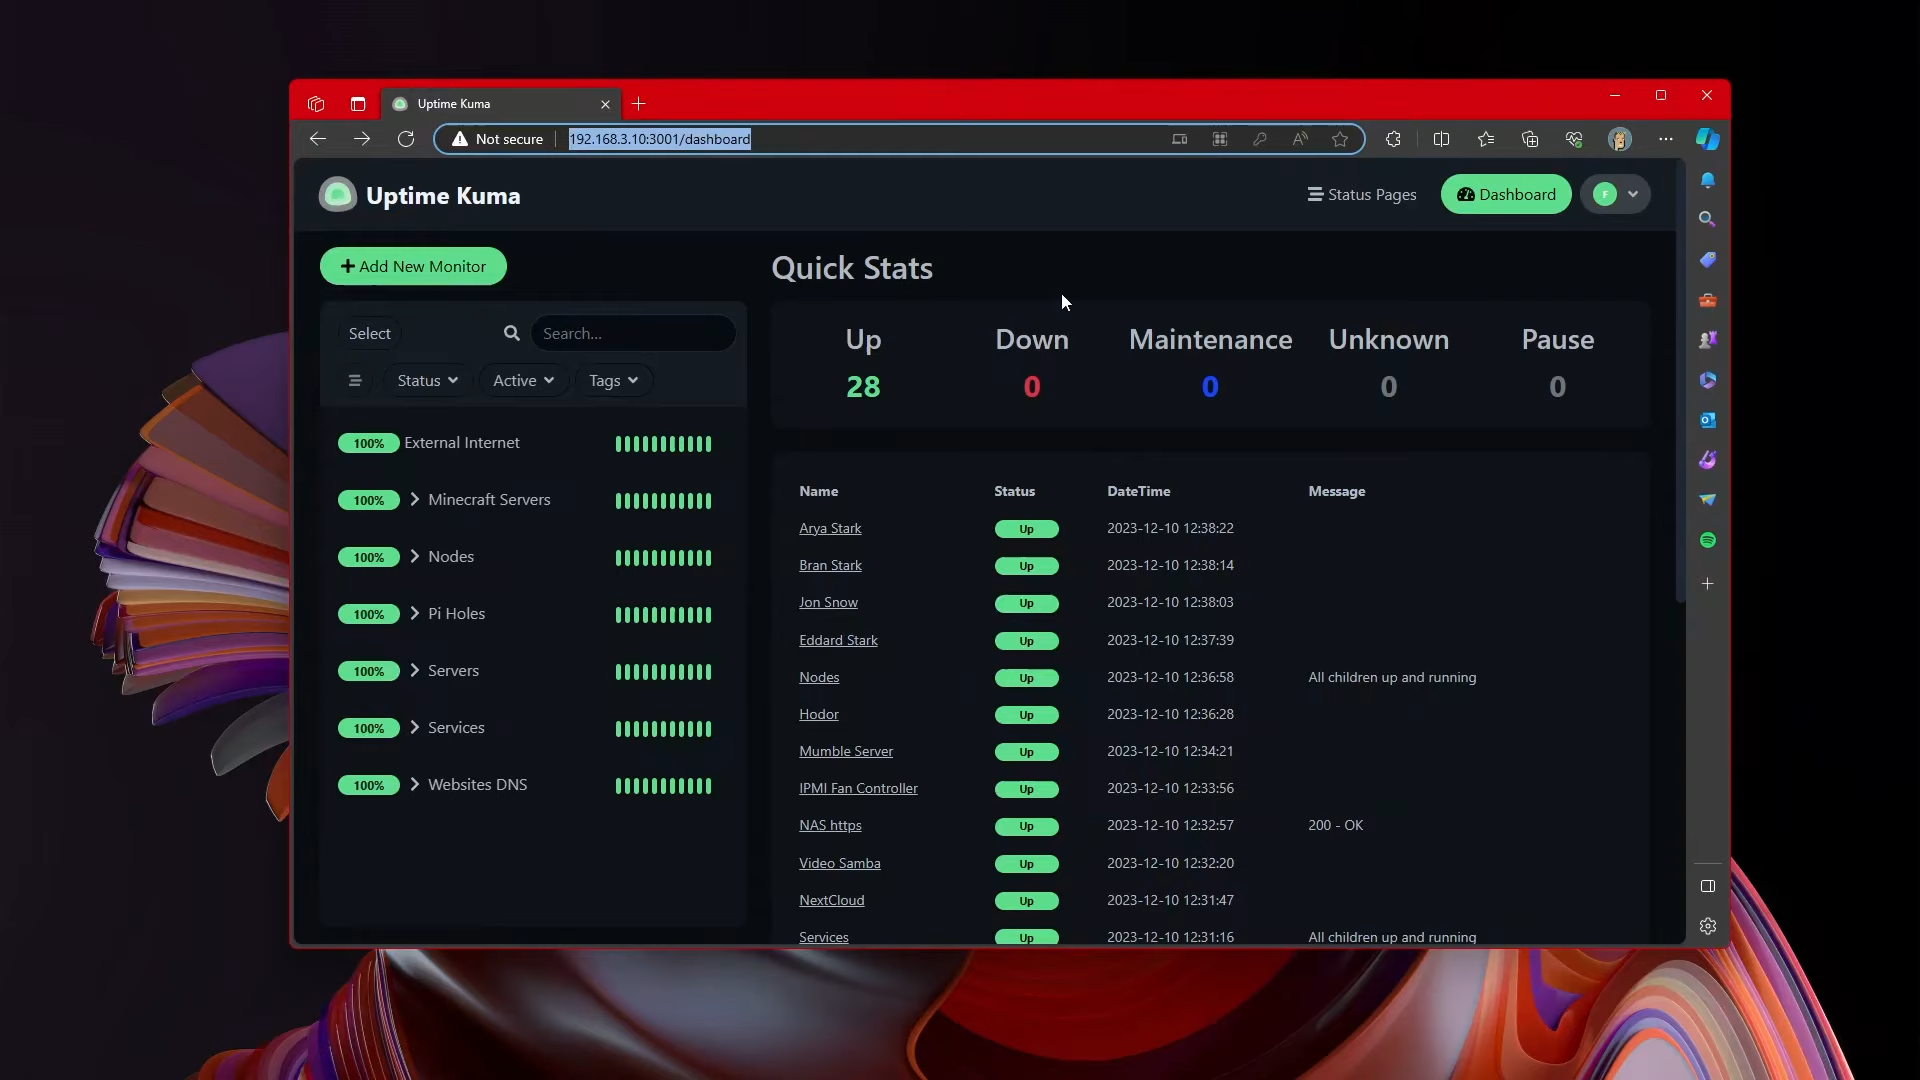 Uptime Kuma
Not secure
192.168.3.10:3001/dashboard
Uptime Kuma
Status Pages
Dashboard
F
+ Add New Monitor
Select
Search...
Status
Active
Tags
100% External Internet
100% Minecraft Servers
100% Nodes
100% Pi Holes
100% Servers
100% Services
100% Websites DNS
Quick Stats
Up Down Maintenance Unknown Pause
28 0 0 0 0
Name Status DateTime Message
Arya Stark Up 2023-12-10 12:38:22
Bran Stark Up 2023-12-10 12:38:14
Jon Snow Up 2023-12-10 12:38:03
Eddard Stark Up 2023-12-10 12:37:39
Nodes Up 2023-12-10 12:36:58 All children up and running
Hodor Up 2023-12-10 12:36:28
Mumble Server Up 2023-12-10 12:34:21
IPMI Fan Controller Up 2023-12-10 12:33:56
NAS https Up 2023-12-10 12:32:57 200 - OK
Video Samba Up 2023-12-10 12:32:20
NextCloud Up 2023-12-10 12:31:47
Services Up 2023-12-10 12:31:16 All children up and running